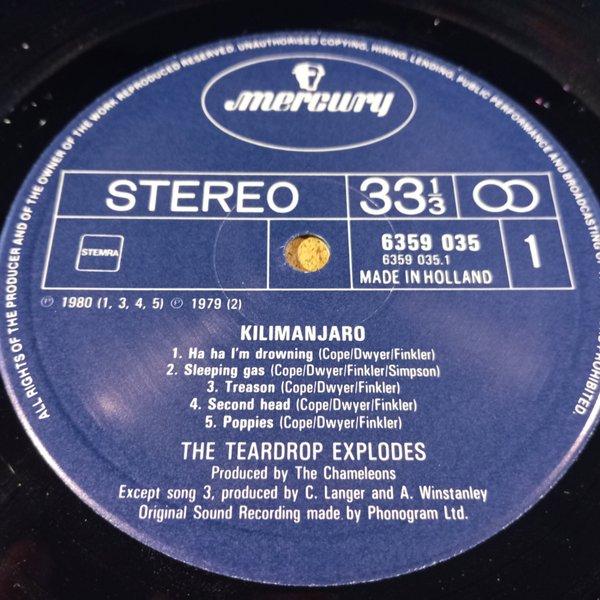 ALL RIGHTS OF THE PRODUCER AND OF THE OWNER OF THE WORK REPRODUCED RESERVED. UNAUTHORISED COPYING, HIRING, LENDING, PUBLIC PERFORMANCE AND BROADCASTING OF PROHIBITED.
mercury
STEREO 33 1/3
STEMRA
6359 035
6359 035.1
MADE IN HOLLAND
1
℗ 1980 (1, 3, 4, 5) ℗ 1979 (2)
KILIMANJARO
1. Ha ha I'm drowning (Cope/Dwyer/Finkler)
2. Sleeping gas (Cope/Dwyer/Finkler/Simpson)
3. Treason (Cope/Dwyer/Finkler)
4. Second head (Cope/Dwyer/Finkler)
5. Poppies (Cope/Dwyer/Finkler)
THE TEARDROP EXPLODES
Produced by The Chameleons
Except song 3, produced by C. Langer and A. Winstanley
Original Sound Recording made by Phonogram Ltd.